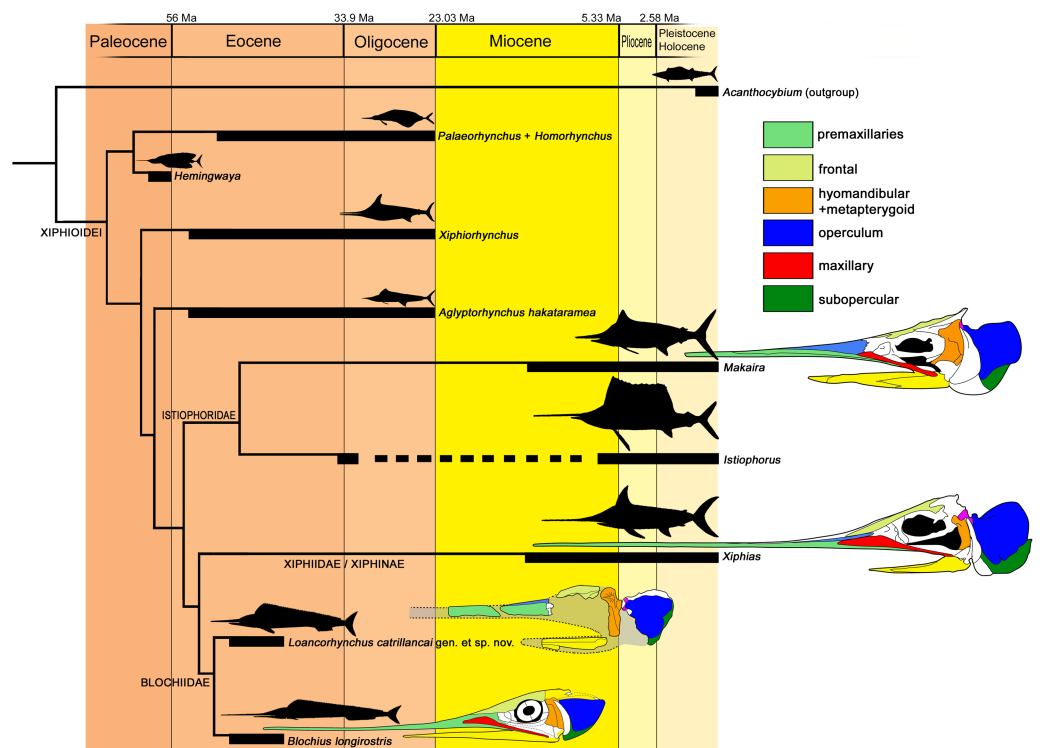 56 Ma
33.9 Ma
23.03 Ma
5.33 Ma
2.58 Ma
Paleocene
Eocene
Oligocene
Miocene
Pliocene
Pleistocene
Holocene
Acanthocybium (outgroup)
Palaeorhynchus + Homorhynchus
Hemingwaya
XIPHIOIDEI
Xiphiorhynchus
Aglyptorhynchus hakataramea
premaxillaries
frontal
hyomandibular
+metapterygoid
operculum
maxillary
subopercular
Makaira
ISTIOPHORIDAE
Istiophorus
XIPHIIDAE / XIPHINAE
Xiphias
Loancorhynchus catrillancai gen. et sp. nov.
BLOCHIIDAE
Blochius longirostris